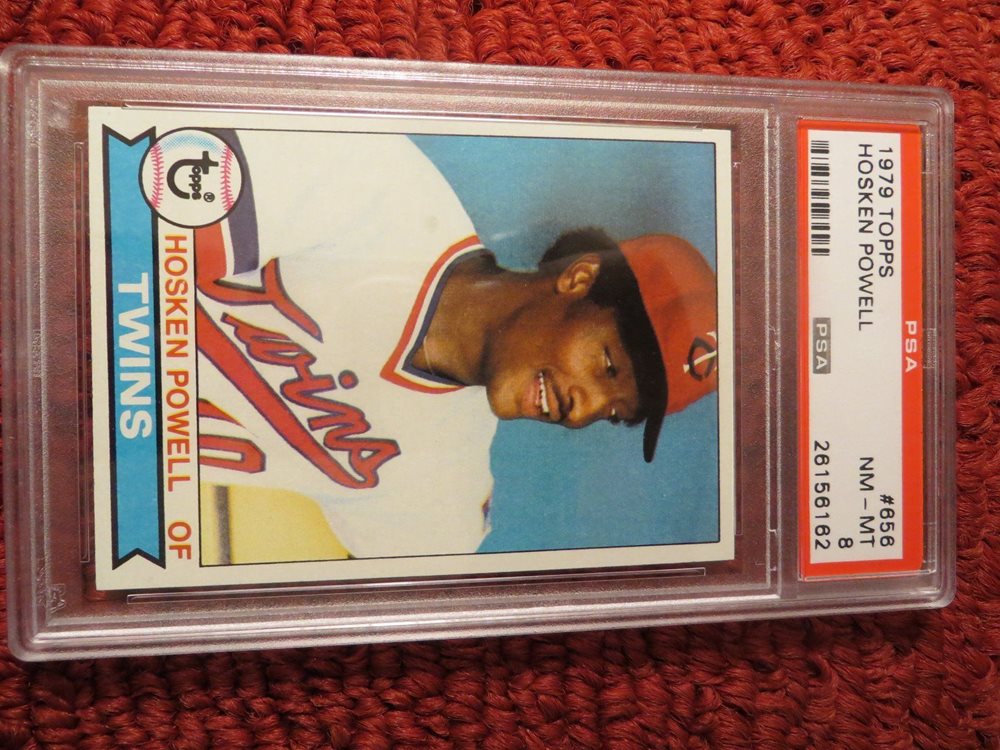 PSA
1979 TOPPS #656
HOSKEN POWELL NM - MT
8
PSA 26156162
Twins
topps®
HOSKEN POWELL OF
TWINS